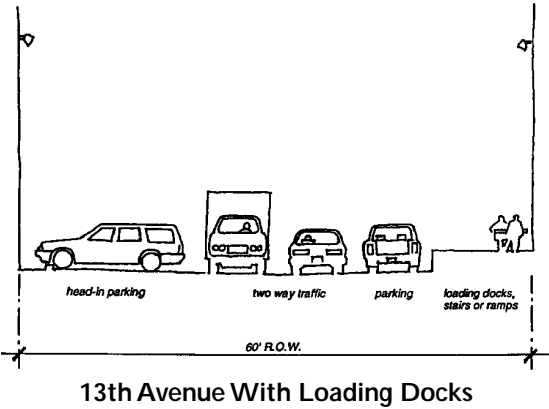 head-in parking
two way traffic
parking
loading docks,
stairs or ramps
60' R.O.W.
13th Avenue With Loading Docks